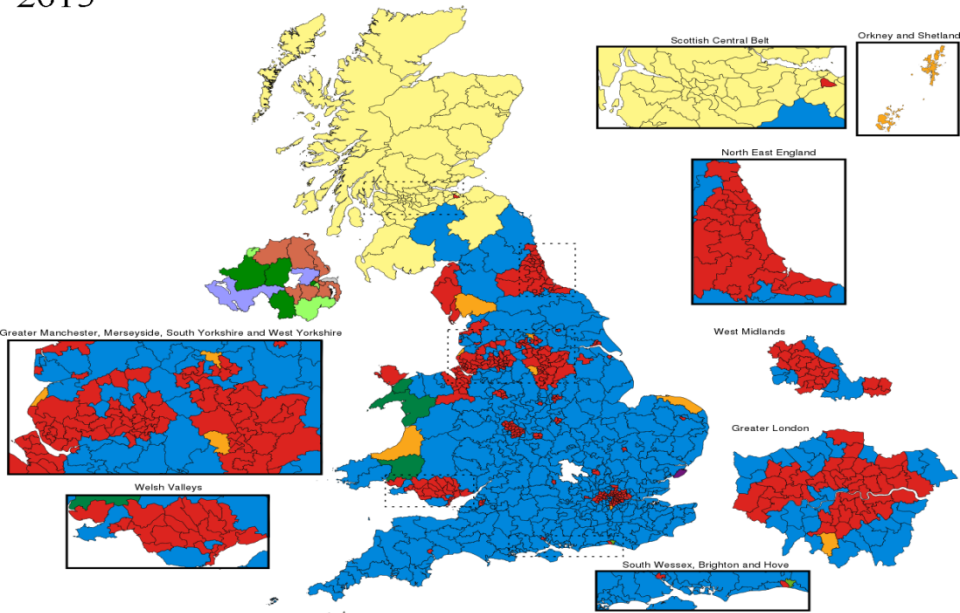 2015
Scottish Central Belt
Orkney and Shetland
North East England
Greater Manchester, Merseyside, South Yorkshire and West Yorkshire
West Midlands
Greater London
Welsh Valleys
South Wessex, Brighton and Hove